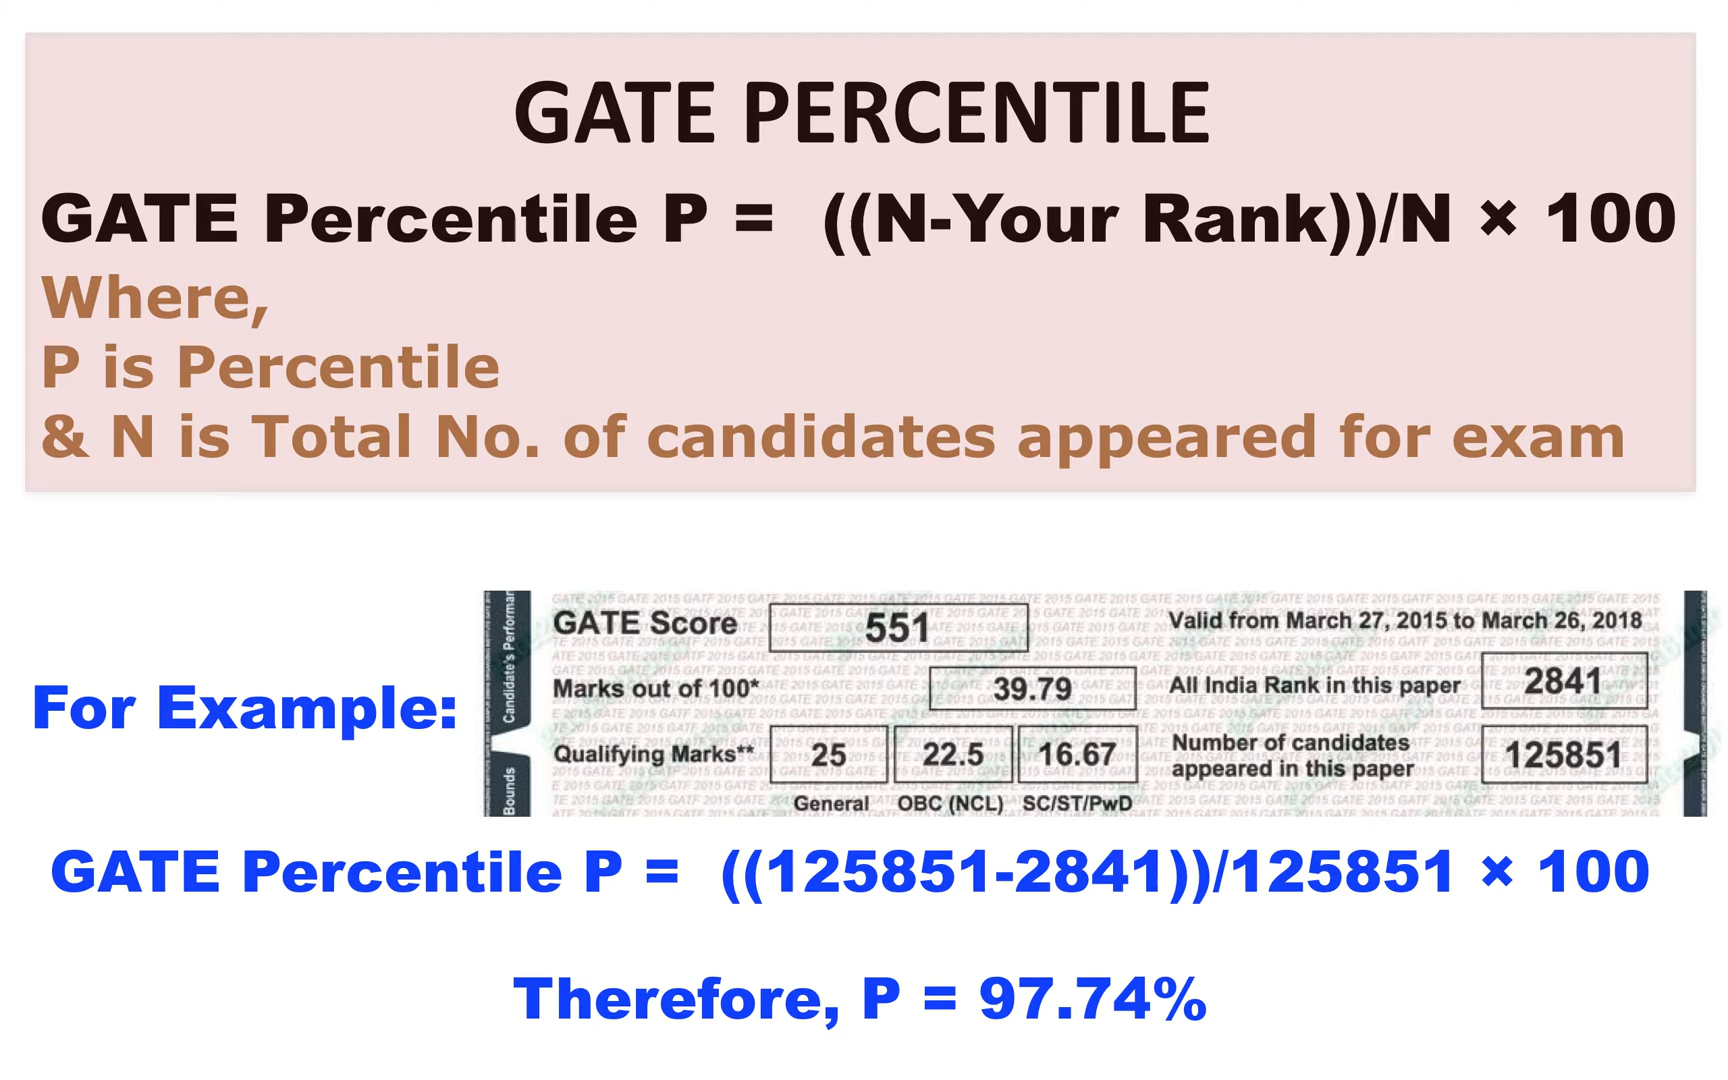 GATE PERCENTILE
GATE Percentile P = ((N-Your Rank))/N × 100
Where,
P is Percentile
& N is Total No. of candidates appeared for exam
For Example:
Candidate's Performan
Bounds
GATE Score 551 Valid from March 27, 2015 to March 26, 2018
Marks out of 100* 39.79 All India Rank in this paper 2841
Qualifying Marks** 25 22.5 16.67 Number of candidates
appeared in this paper 125851
General OBC (NCL) SC/ST/PwD
GATE Percentile P = ((125851-2841))/125851 × 100
Therefore, P = 97.74%